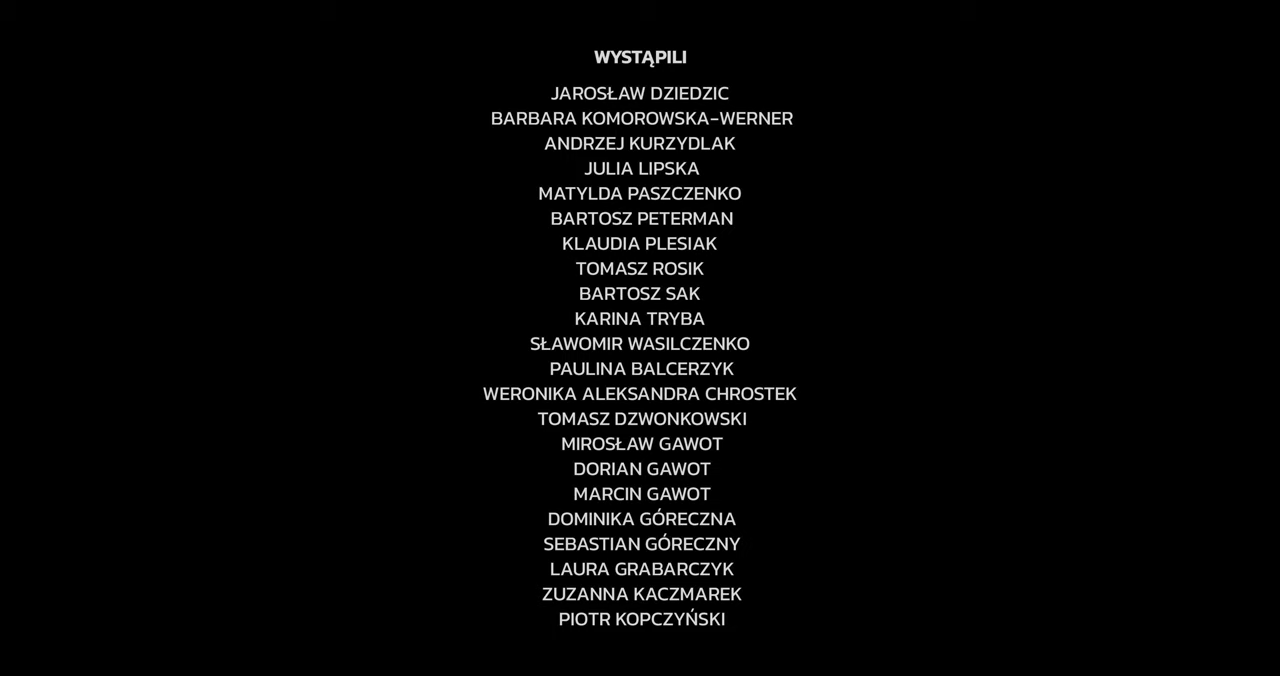 WYSTĄPILI
JAROSŁAW DZIEDZIC
BARBARA KOMOROWSKA-WERNER
ANDRZEJ KURZYDLAK
JULIA LIPSKA
MATYLDA PASZCZENKO
BARTOSZ PETERMAN
KLAUDIA PLESIAK
TOMASZ ROSIK
BARTOSZ SAK
KARINA TRYBA
SŁAWOMIR WASILCZENKO
PAULINA BALCERZYK
WERONIKA ALEKSANDRA CHROSTEK
TOMASZ DZWONKOWSKI
MIROSŁAW GAWOT
DORIAN GAWOT
MARCIN GAWOT
DOMINIKA GÓRECZNA
SEBASTIAN GÓRECZNY
LAURA GRABARCZYK
ZUZANNA KACZMAREK
PIOTR KOPCZYŃSKI